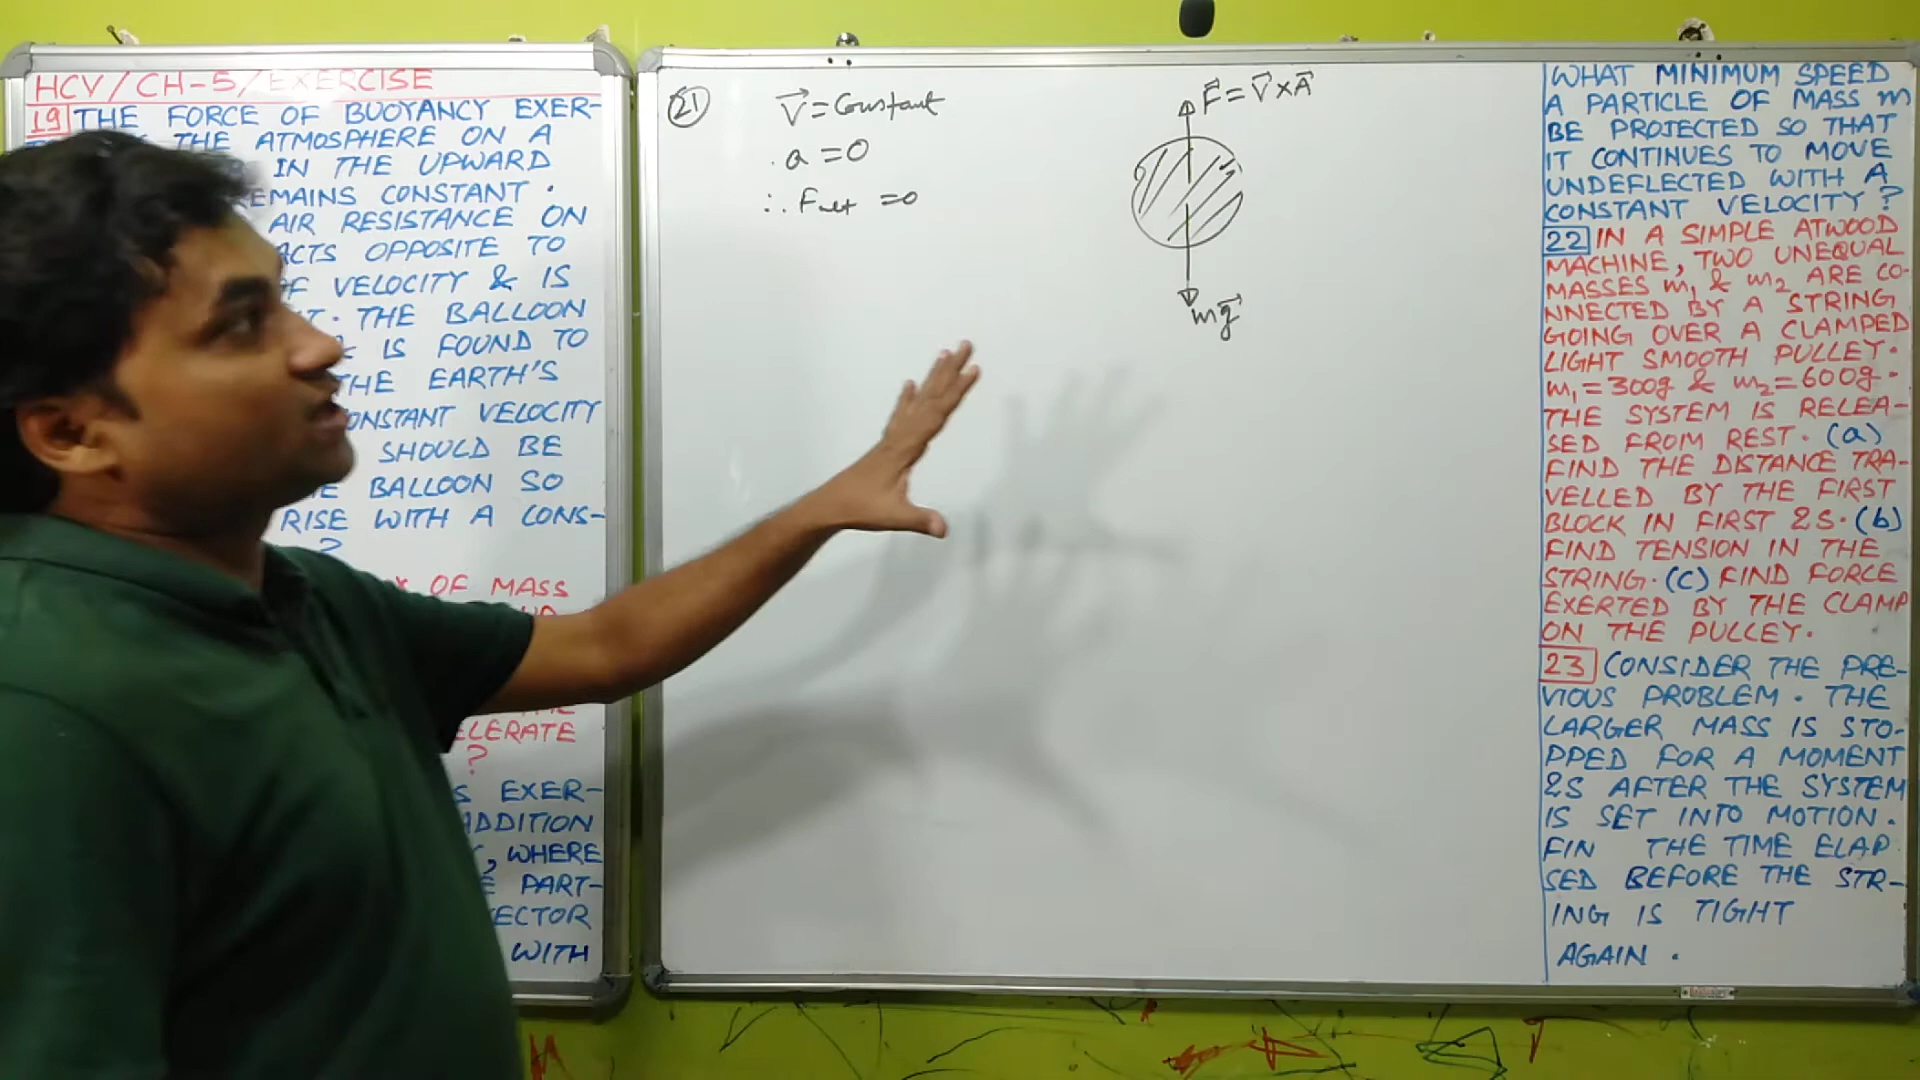 HCV/CH-5/EXERCISE
19 THE FORCE OF BUOYANCY EXER-
THE ATMOSPHERE ON A
IN THE UPWARD
REMAINS CONSTANT.
AIR RESISTANCE ON
ACTS OPPOSITE TO
OF VELOCITY & IS
THE BALLOON
IS FOUND TO
THE EARTH'S
CONSTANT VELOCITY
SHOULD BE
BALLOON SO
RISE WITH A CONS-
?
OF MASS
ELERATE
?
EXER-
ADDITION
, WHERE
PART-
VECTOR
WITH
21
V⃗ = Constant
a = 0
∴ Fnet = 0
F⃗ = V⃗ × A⃗
mg⃗
WHAT MINIMUM SPEED
A PARTICLE OF MASS m
BE PROJECTED SO THAT
IT CONTINUES TO MOVE
UNDEFLECTED WITH A
CONSTANT VELOCITY?
22 IN A SIMPLE ATWOOD
MACHINE, TWO UNEQUAL
MASSES m₁ & m₂ ARE CO-
NNECTED BY A STRING
GOING OVER A CLAMPED
LIGHT SMOOTH PULLEY.
m₁=300g & m₂=600g.
THE SYSTEM IS RELEA-
SED FROM REST. (a)
FIND THE DISTANCE TRA-
VELLED BY THE FIRST
BLOCK IN FIRST 2S. (b)
FIND TENSION IN THE
STRING. (C) FIND FORCE
EXERTED BY THE CLAMP
ON THE PULLEY.
23 CONSIDER THE PRE-
VIOUS PROBLEM. THE
LARGER MASS IS STO-
PPED FOR A MOMENT
2S AFTER THE SYSTEM
IS SET INTO MOTION.
FIN THE TIME ELAP
SED BEFORE THE STR-
ING IS TIGHT
AGAIN.